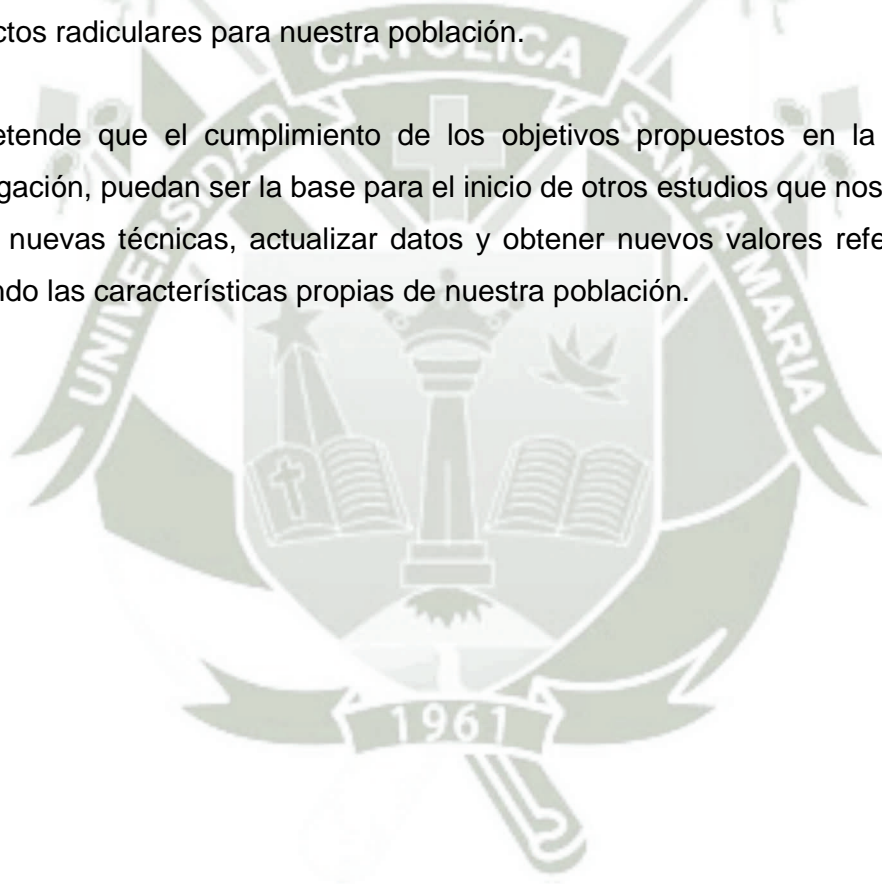 ctos radiculares para nuestra población.
etende que el cumplimiento de los objetivos propuestos en la
gación, puedan ser la base para el inicio de otros estudios que nos
nuevas técnicas, actualizar datos y obtener nuevos valores refe
ndo las características propias de nuestra población.
UNIVERSIDAD CATOLICA SANTA MARIA
1961